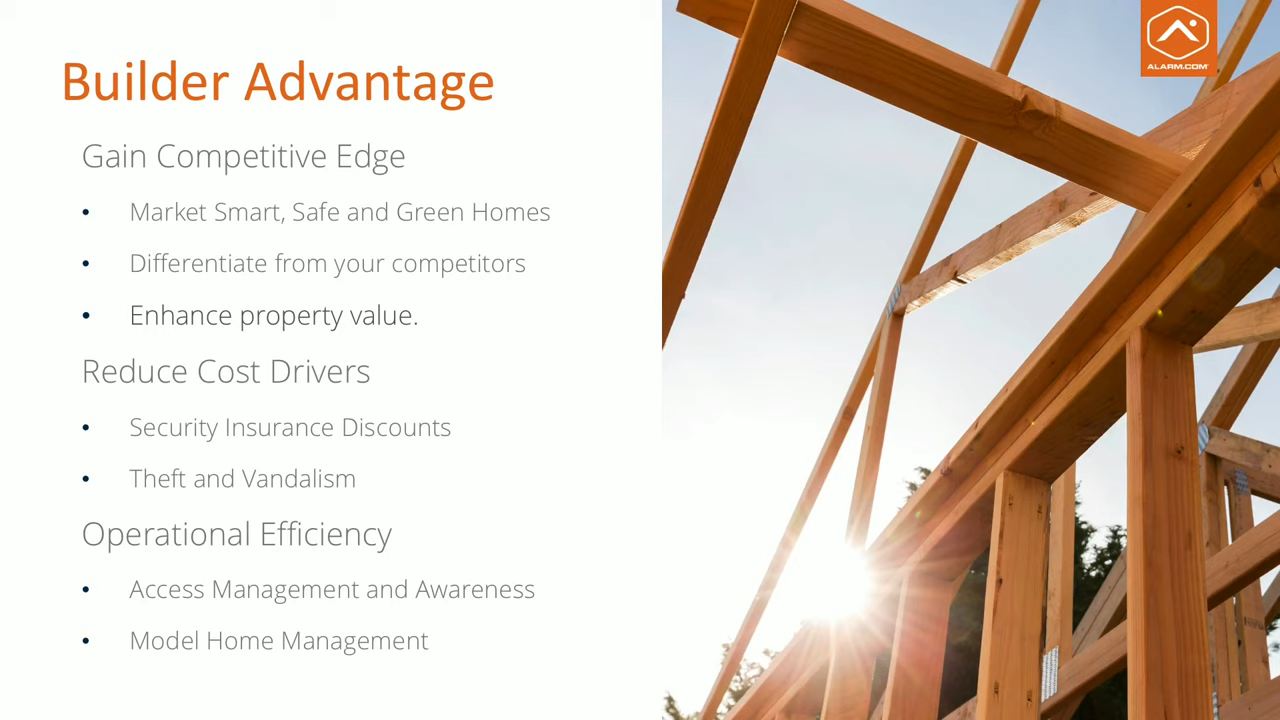 Builder Advantage
Gain Competitive Edge
• Market Smart, Safe and Green Homes
• Differentiate from your competitors
• Enhance property value.
Reduce Cost Drivers
• Security Insurance Discounts
• Theft and Vandalism
Operational Efficiency
• Access Management and Awareness
• Model Home Management
ALARM.COM